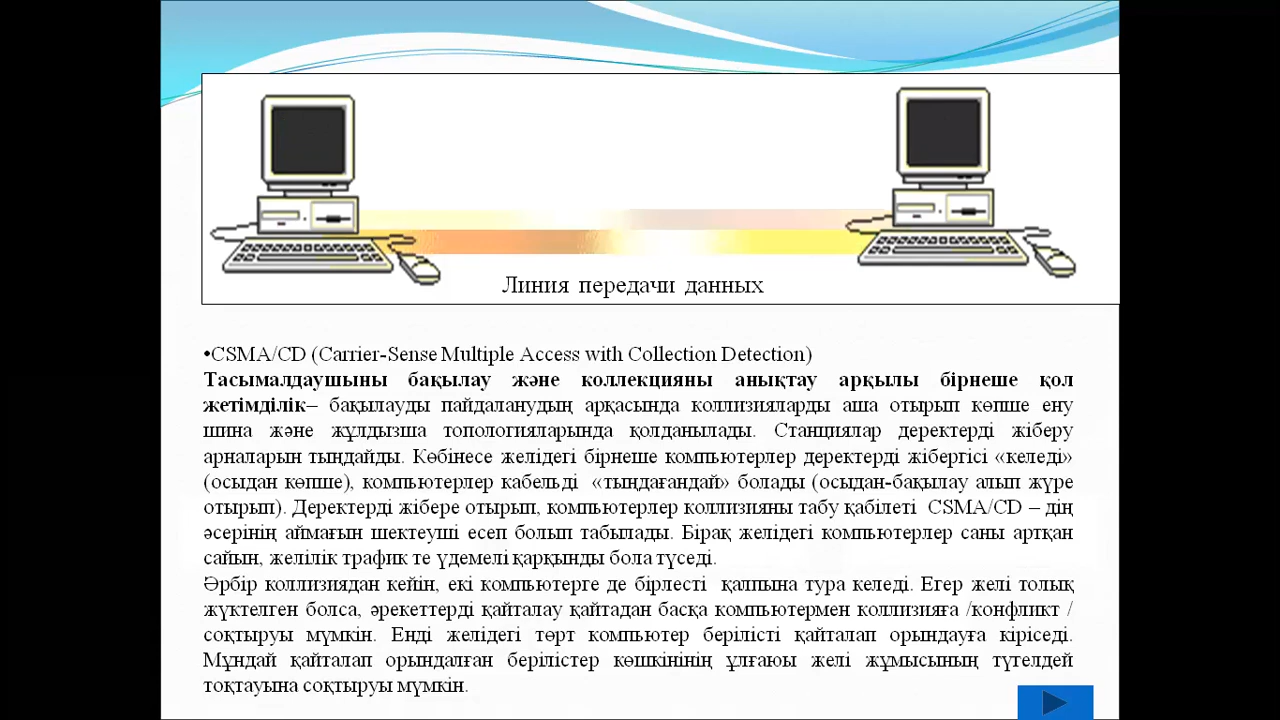 Линия передачи данных
•CSMA/CD (Carrier-Sense Multiple Access with Collection Detection)
Тасымалдаушыны бақылау және коллекцияны анықтау арқылы бірнеше қол
жетімділік– бақылауды пайдаланудың арқасында коллизияларды аша отырып көпше ену
шина және жұлдызша топологияларында қолданылады. Станциялар деректерді жіберу
арналарын тыңдайды. Көбінесе желідегі бірнеше компьютерлер деректерді жібергісі «келеді»
(осыдан көпше), компьютерлер кабельді «тыңдағандай» болады (осыдан-бақылау алып жүре
отырып). Деректерді жібере отырып, компьютерлер коллизияны табу қабілеті CSMA/CD – дің
әсерінің аймағын шектеуші есеп болып табылады. Бірақ желідегі компьютерлер саны артқан
сайын, желілік трафик те үдемелі қарқынды бола түседі.
Әрбір коллизиядан кейін, екі компьютерге де бірлесті қалпына тура келеді. Егер желі толық
жүктелген болса, әрекеттерді қайталау қайтадан басқа компьютермен коллизияға /конфликт /
соқтыруы мүмкін. Енді желідегі төрт компьютер берілісті қайталап орындауға кіріседі.
Мұндай қайталап орындалған берілістер көшкінінің ұлғаюы желі жұмысының түтелдей
тоқтауына соқтыруы мүмкін.